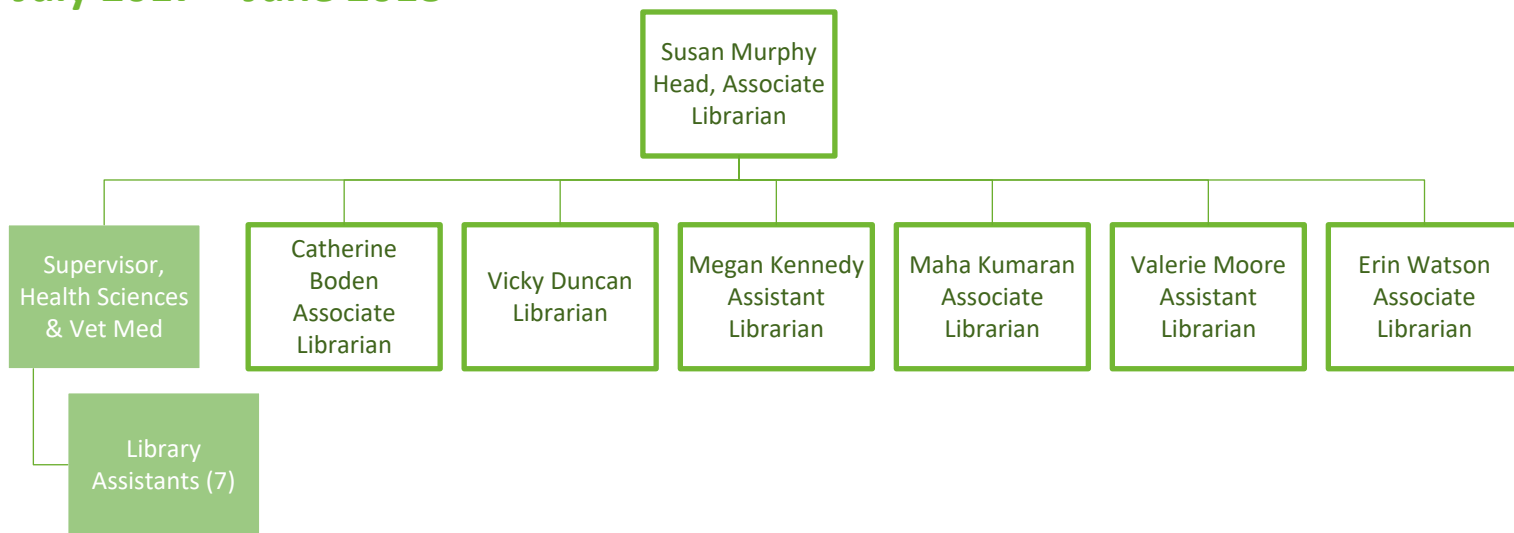 Susan Murphy
Head, Associate
Librarian
Supervisor,
Health Sciences
& Vet Med
Catherine
Boden
Associate
Librarian
Vicky Duncan
Librarian
Megan Kennedy
Assistant
Librarian
Maha Kumaran
Associate
Librarian
Valerie Moore
Assistant
Librarian
Erin Watson
Associate
Librarian
Library
Assistants (7)